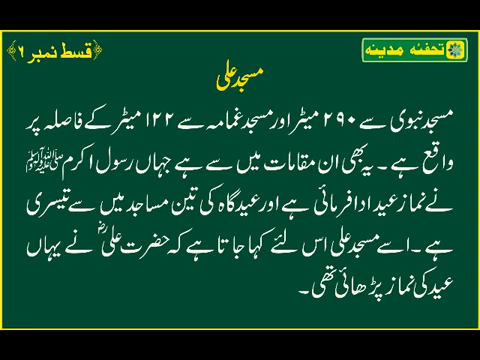 تحفئہ مدینہ
﴿قسط نمبر ۶﴾
مسجد علی
مسجد نبوی سے ۲۹۰ میٹر اور مسجد غمامہ سے ۱۲۲ میٹر کے فاصلہ پر
واقع ہے ۔ یہ بھی ان مقامات میں سے ہے جہاں رسول اکرم ﷺ
نے نماز عید ادا فرمائی ہے اور عید گاہ کی تین مساجد میں سے تیسری
ہے ۔ اسے مسجد علی اس لئے کہا جاتا ہے کہ حضرت علیؓ نے یہاں
عید کی نماز پڑھائی تھی ۔